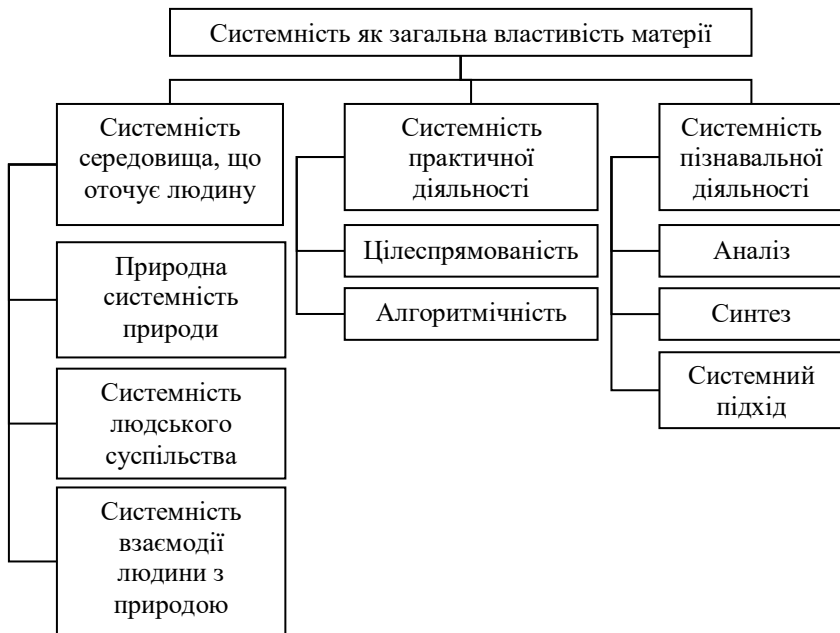 Системність як загальна властивість матерії
Системність
середовища, що
оточує людину
Природна
системність
природи
Системність
людського
суспільства
Системність
взаємодії
людини з
природою
Системність
практичної
діяльності
Цілеспрямованість
Алгоритмічність
Системність
пізнавальної
діяльності
Аналіз
Синтез
Системний
підхід